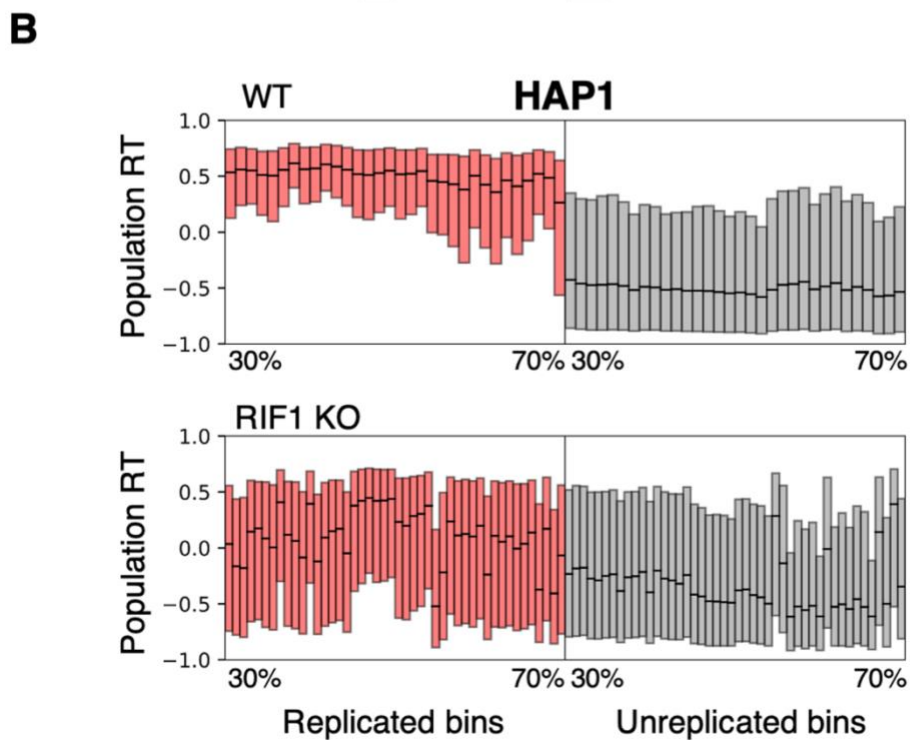 B
WT HAP1
Population RT
1.0
0.5
0.0
−0.5
−1.0
30% 70% 30% 70%
RIF1 KO
Population RT
1.0
0.5
0.0
−0.5
−1.0
30% 70% 30% 70%
Replicated bins Unreplicated bins